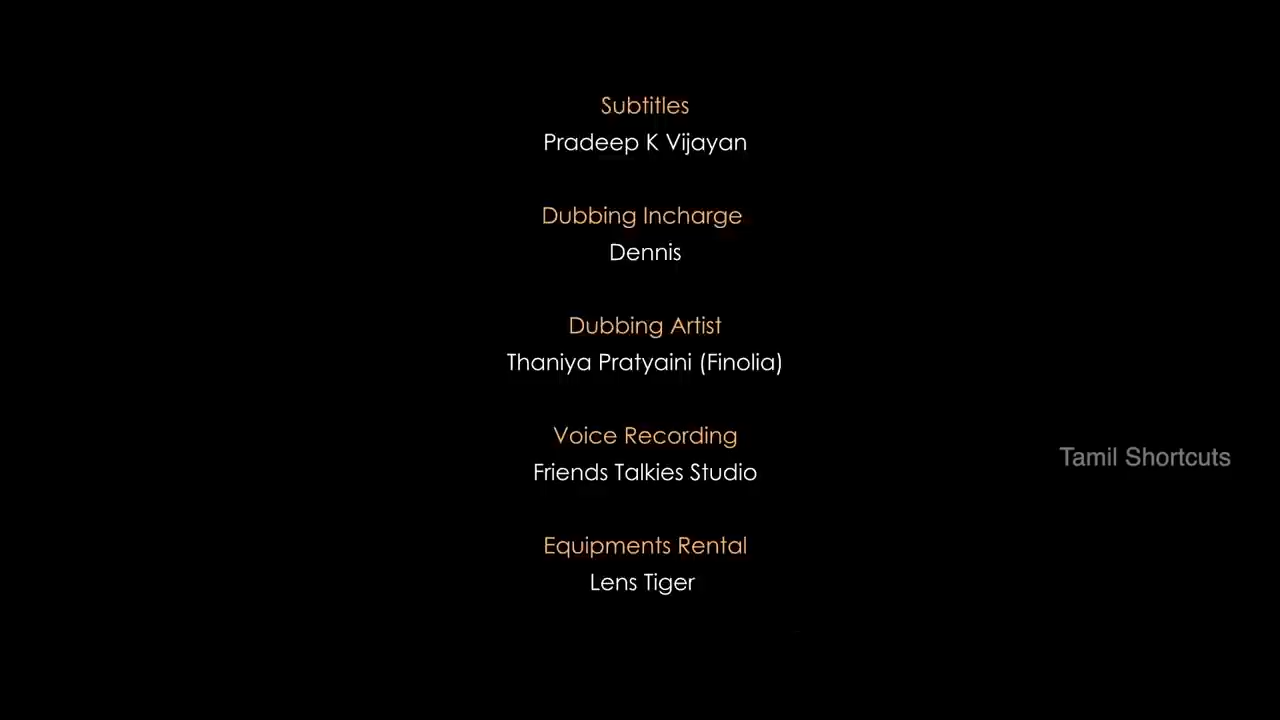 Subtitles
Pradeep K Vijayan
Dubbing Incharge
Dennis
Dubbing Artist
Thaniya Pratyaini (Finolia)
Voice Recording
Friends Talkies Studio
Tamil Shortcuts
Equipments Rental
Lens Tiger